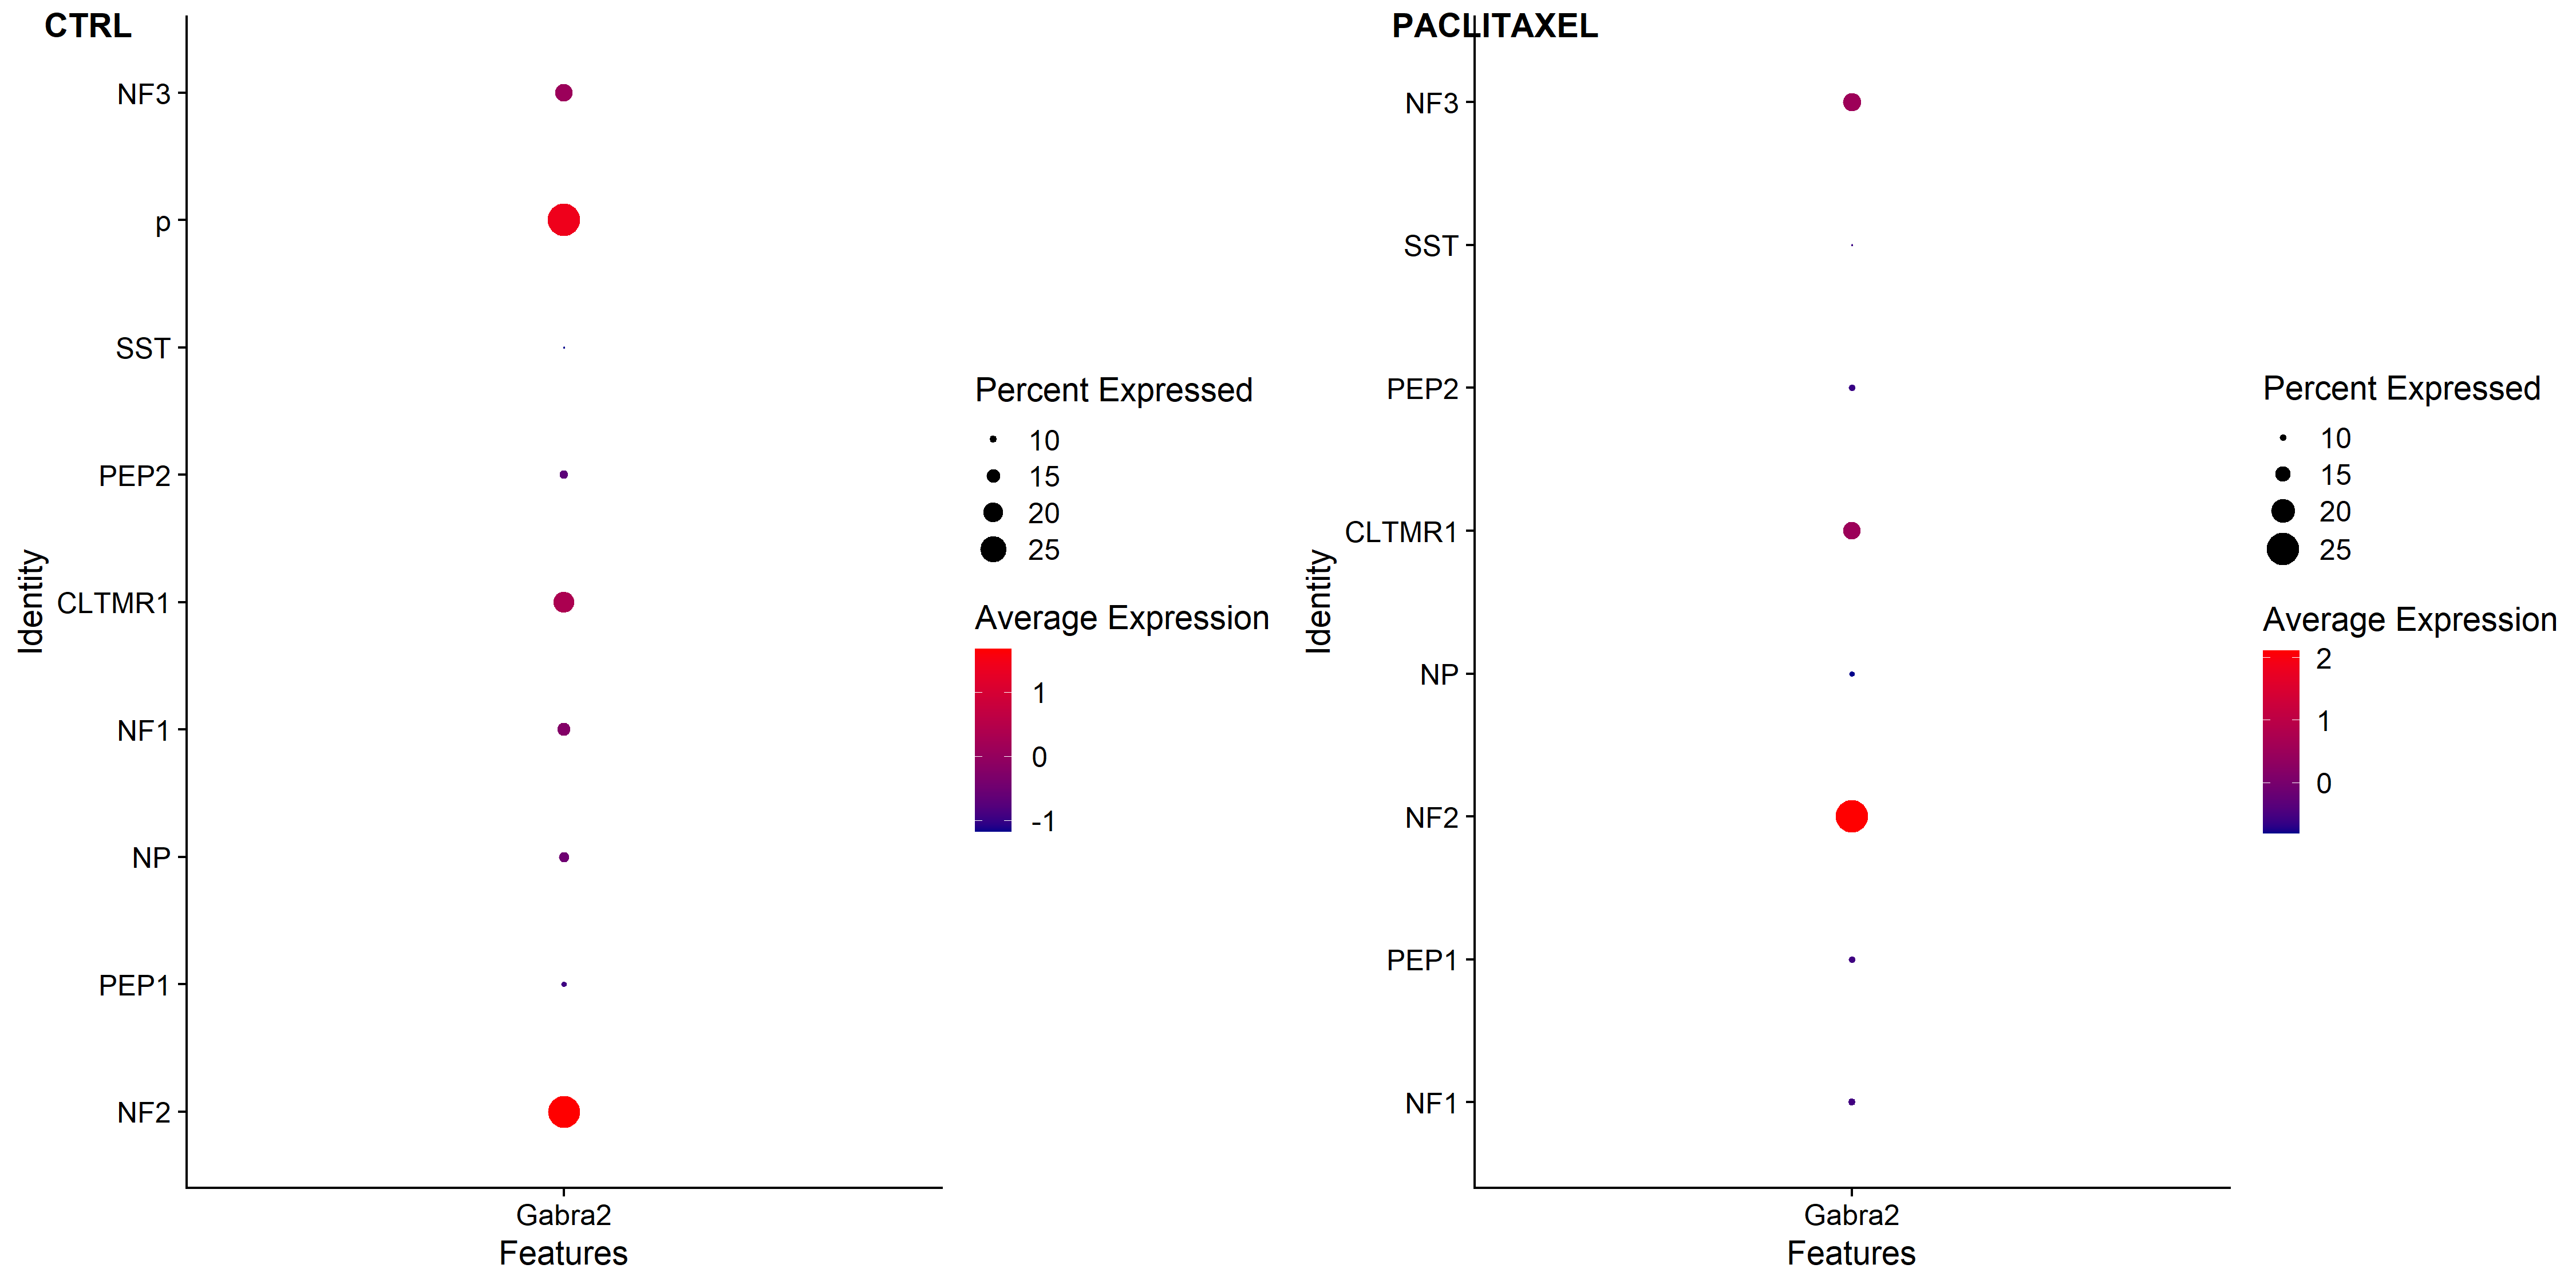 CTRL
NF3
p
SST
PEP2
CLTMR1
NF1
NP
PEP1
NF2
Identity
Gabra2
Features
Percent Expressed
10
15
20
25
Average Expression
1
0
-1
PACLITAXEL
NF3
SST
PEP2
CLTMR1
NP
NF2
PEP1
NF1
Identity
Gabra2
Features
Percent Expressed
10
15
20
25
Average Expression
2
1
0